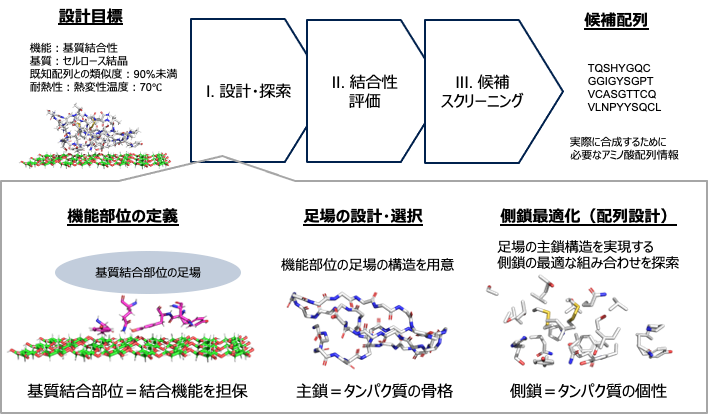 設計目標
機能：基質結合性
基質：セルロース結晶
既知配列との類似度：90%未満
耐熱性：熱変性温度：70℃
I. 設計・探索
II. 結合性
評価
III. 候補
スクリーニング
候補配列
TQSHYGQC
GGIGYSGPT
VCASGTTCQ
VLNPYYSQCL
実際に合成するために
必要なアミノ酸配列情報
機能部位の定義
基質結合部位の足場
基質結合部位＝結合機能を担保
足場の設計・選択
機能部位の足場の構造を用意
主鎖＝タンパク質の骨格
側鎖最適化（配列設計）
足場の主鎖構造を実現する
側鎖の最適な組み合わせを探索
側鎖＝タンパク質の個性